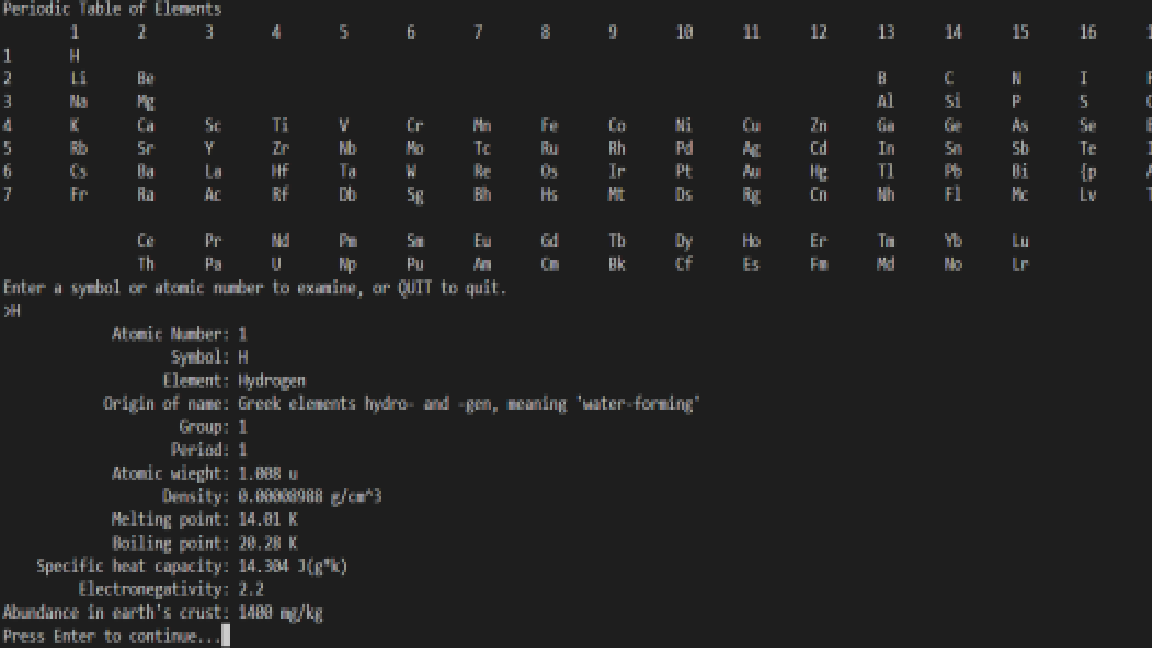 Periodic Table of Elements
1 2 3 4 5 6 7 8 9 10 11 12 13 14 15 16
1 H
2 Li Be B C N I
3 Na Mg Al Si P S
4 K Ca Sc Ti V Cr Mn Fe Co Ni Cu Zn Ga Ge As Se
5 Rb Sr Y Zr Nb Mo Tc Ru Rh Pd Ag Cd In Sn Sb Te
6 Cs Ba La Hf Ta W Re Os Ir Pt Au Hg Tl Pb Bi {p
7 Fr Ra Ac Rf Db Sg Bh Hs Mt Ds Rg Cn Nh Fl Mc Lv
Ce Pr Nd Pm Sm Eu Gd Tb Dy Ho Er Tm Yb Lu
Th Pa U Np Pu Am Cm Bk Cf Es Fm Md No Lr
Enter a symbol or atomic number to examine, or QUIT to quit.
>H
Atomic Number: 1
Symbol: H
Element: Hydrogen
Origin of name: Greek elements hydro- and -gen, meaning 'water-forming'
Group: 1
Period: 1
Atomic wieght: 1.008 u
Density: 0.00008988 g/cm^3
Melting point: 14.01 K
Boiling point: 20.28 K
Specific heat capacity: 14.304 J(g*k)
Electronegativity: 2.2
Abundance in earth's crust: 1400 mg/kg
Press Enter to continue...